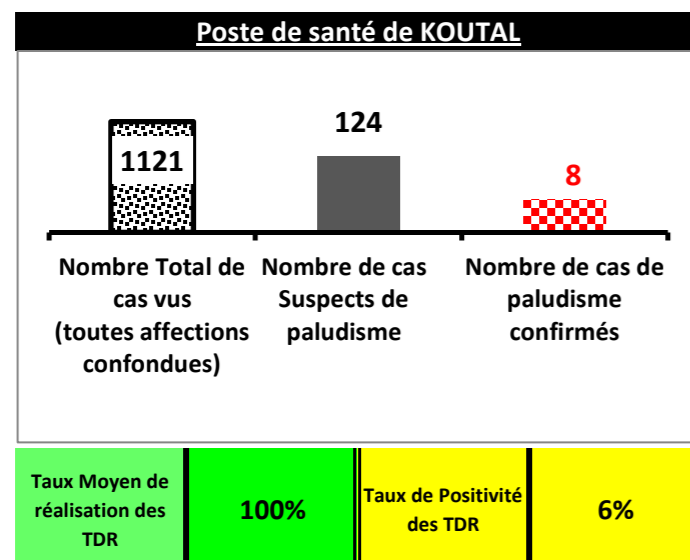 Poste de santé de KOUTAL
1121
124
8
Nombre Total de
cas vus
(toutes affections
confondues)
Nombre de cas
Suspects de
paludisme
Nombre de cas de
paludisme
confirmés
Taux Moyen de
réalisation des
TDR
100%
Taux de Positivité
des TDR
6%